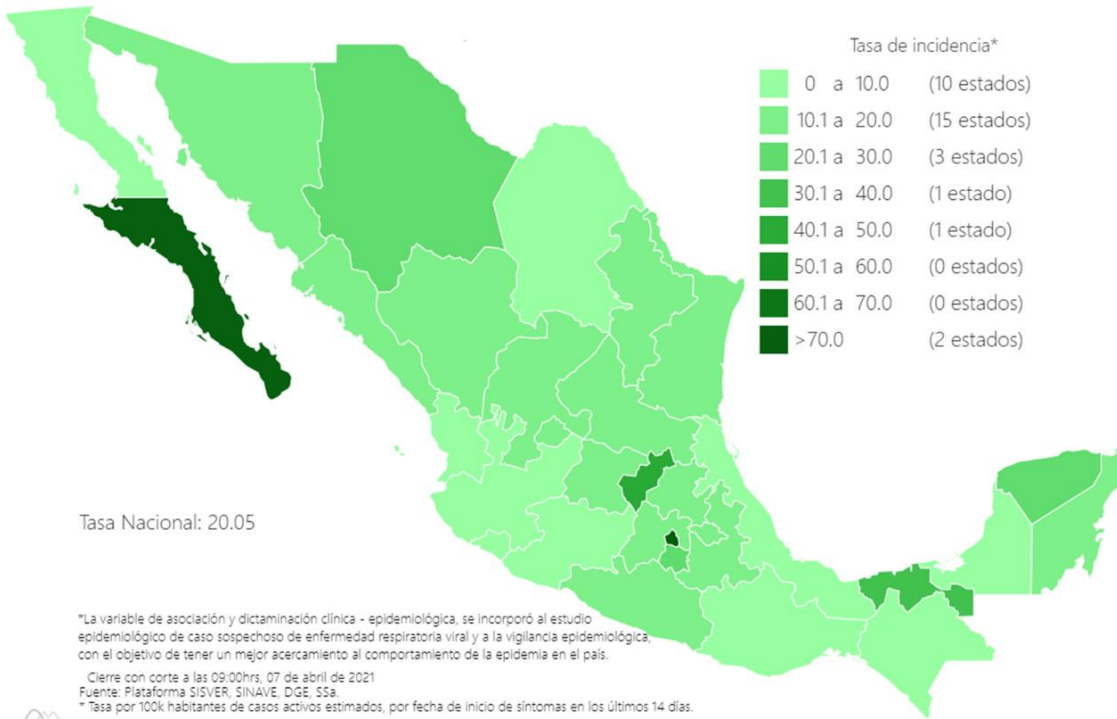 Tasa de incidencia*
0 a 10.0 (10 estados)
10.1 a 20.0 (15 estados)
20.1 a 30.0 (3 estados)
30.1 a 40.0 (1 estado)
40.1 a 50.0 (1 estado)
50.1 a 60.0 (0 estados)
60.1 a 70.0 (0 estados)
>70.0 (2 estados)
Tasa Nacional: 20.05
*La variable de asociación y dictaminación clínica - epidemiológica, se incorporó al estudio
epidemiológico de caso sospechoso de enfermedad respiratoria viral y a la vigilancia epidemiológica,
con el objetivo de tener un mejor acercamiento al comportamiento de la epidemia en el país.
Cierre con corte a las 09:00hrs, 07 de abril de 2021
Fuente: Plataforma SISVER, SINAVE, DGE, SSa.
* Tasa por 100k habitantes de casos activos estimados, por fecha de inicio de síntomas en los últimos 14 días.